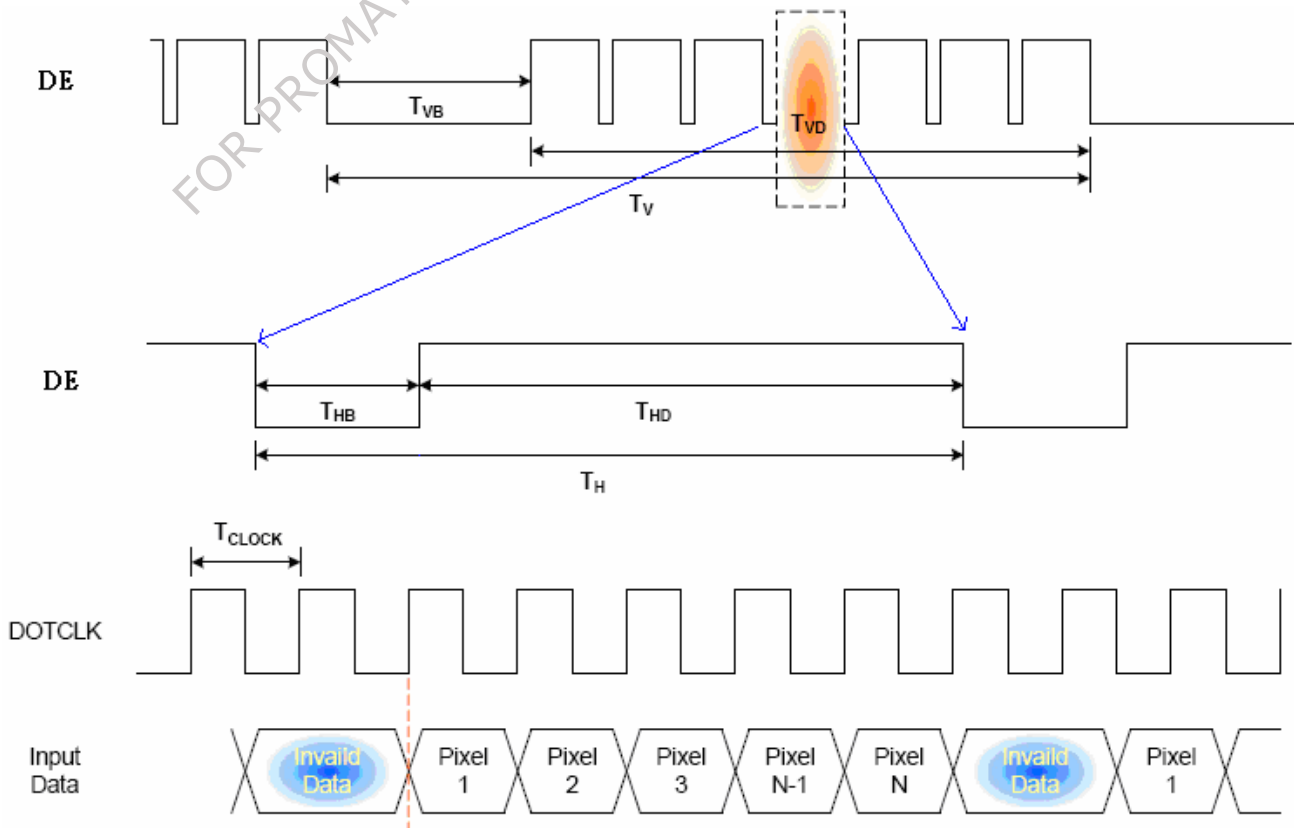 FOR PROMAT
DE
TVB
TVD
TV
DE
THB
THD
TH
TCLOCK
DOTCLK
Input
Data
Invaild
Data
Pixel
1
Pixel
2
Pixel
3
Pixel
N-1
Pixel
N
Invaild
Data
Pixel
1